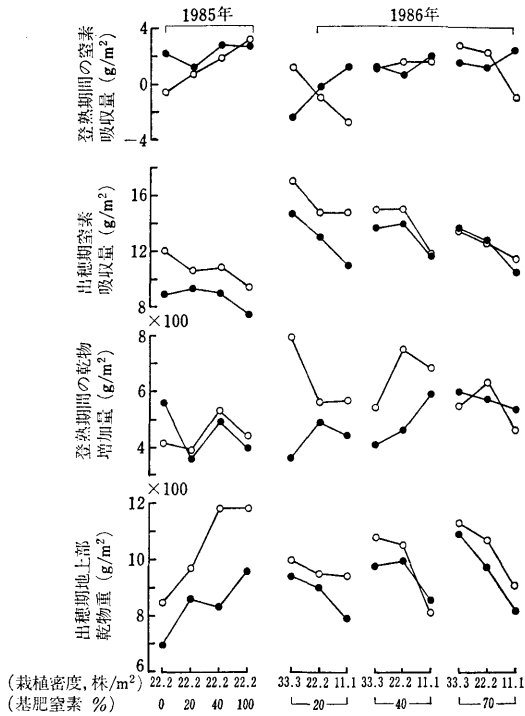 1985年
1986年
登熟期間の窒素
吸収量 (g/m²)
4
0
−4
出穂期窒素
吸収量 (g/m²)
16
12
8
×100
登熟期間の乾物
増加量 (g/m²)
8
6
4
×100
出穂期地上部
乾物重 (g/m²)
12
10
8
6
(栽植密度, 株/m²) 22.2 22.2 22.2 22.2 33.3 22.2 11.1 33.3 22.2 11.1 33.3 22.2 11.1
(基肥窒素 %) 0 20 40 100 20 40 70